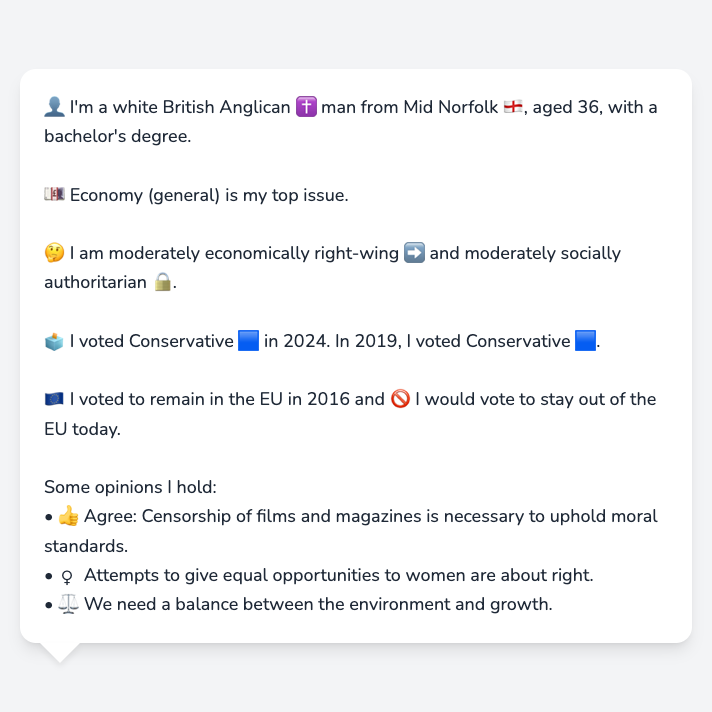 👤 I'm a white British Anglican ✝️ man from Mid Norfolk 🏴󠁧󠁢󠁥󠁮󠁧󠁿, aged 36, with a
bachelor's degree.
💷 Economy (general) is my top issue.
🤔 I am moderately economically right-wing ➡️ and moderately socially
authoritarian 🔒.
🗳️ I voted Conservative 🟦 in 2024. In 2019, I voted Conservative 🟦.
🇪🇺 I voted to remain in the EU in 2016 and 🚫 I would vote to stay out of the
EU today.
Some opinions I hold:
• 👍 Agree: Censorship of films and magazines is necessary to uphold moral
standards.
• ♀ Attempts to give equal opportunities to women are about right.
• ⚖️ We need a balance between the environment and growth.